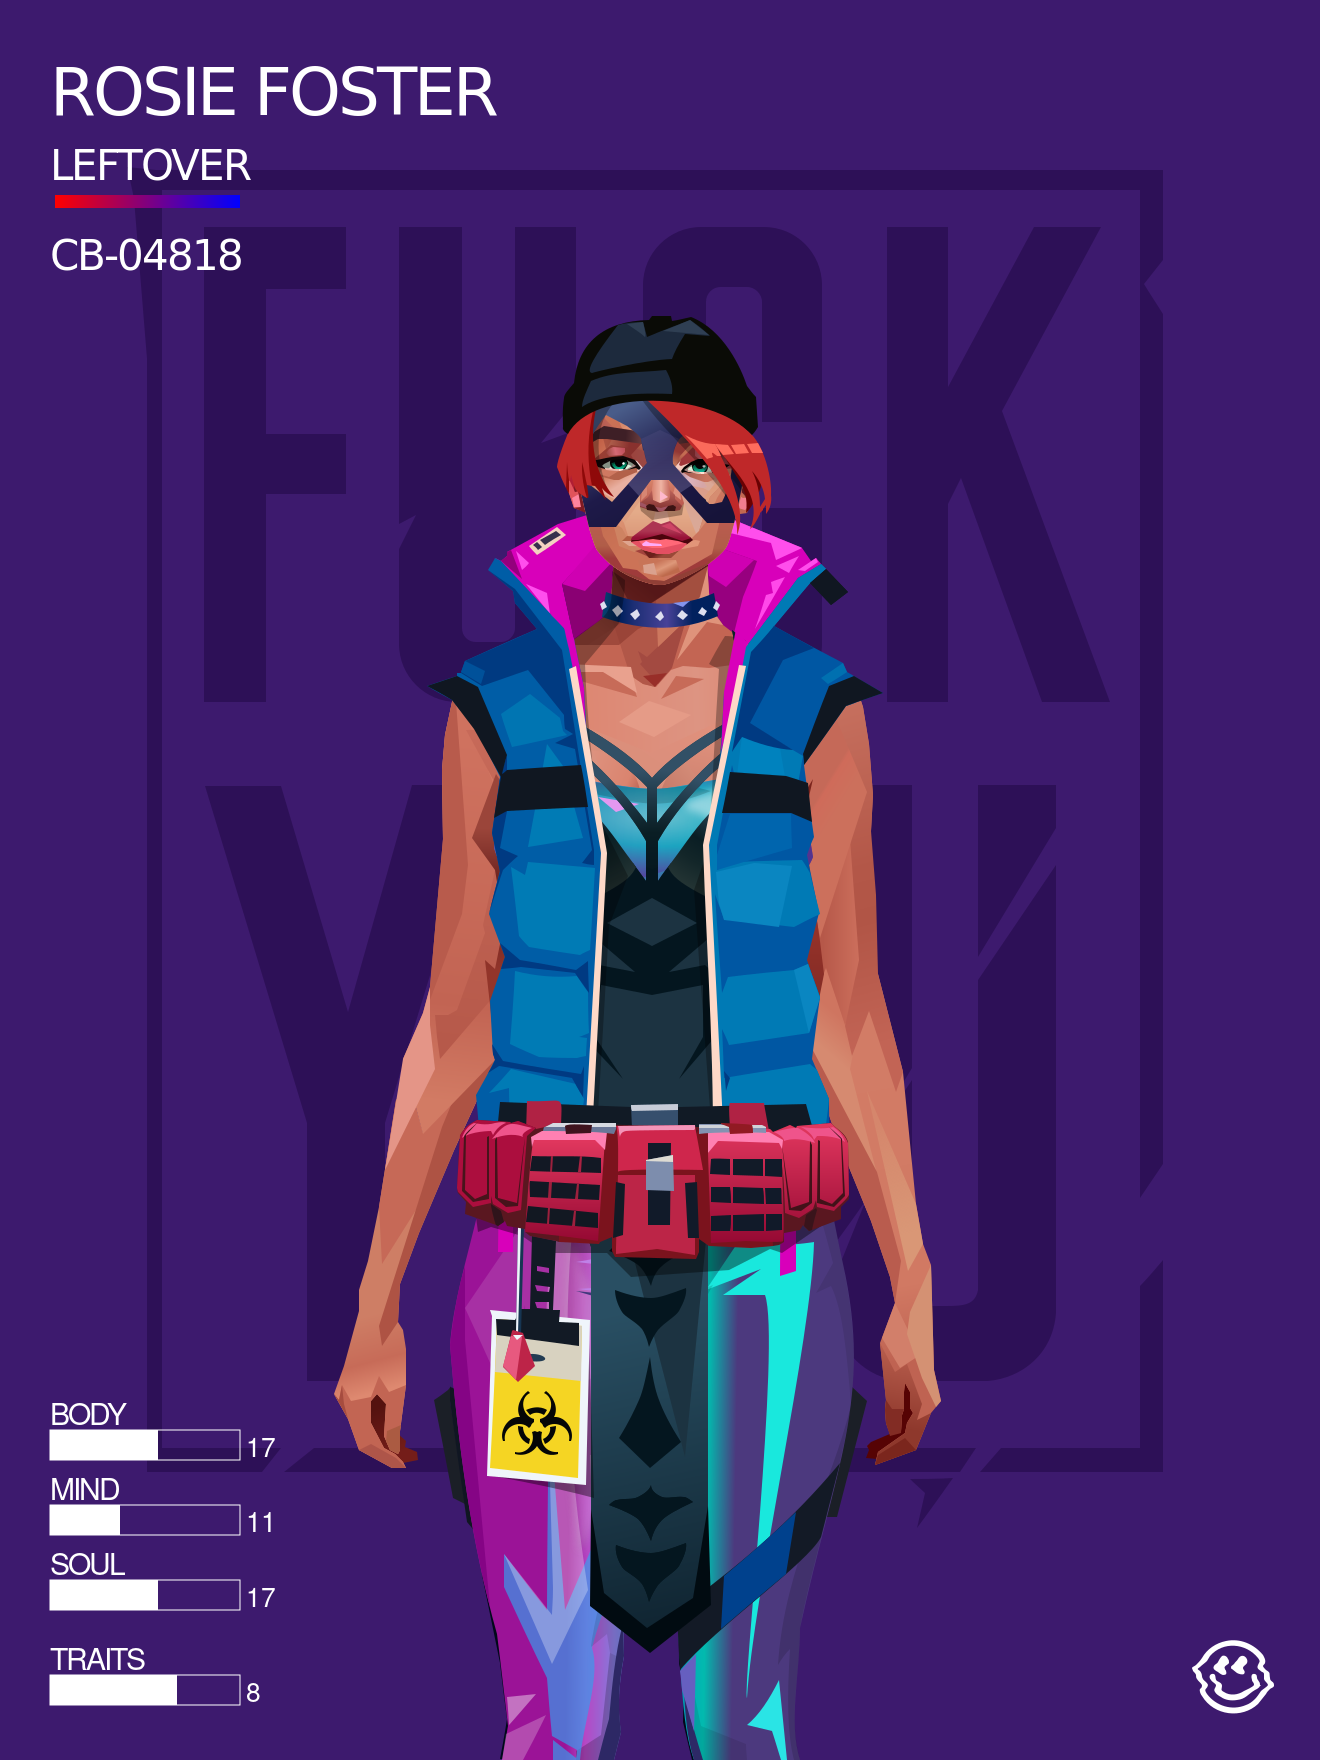 ROSIE FOSTER
LEFTOVER
CB-04818
FUCK
YOU
BODY
17
MIND
11
SOUL
17
TRAITS
8